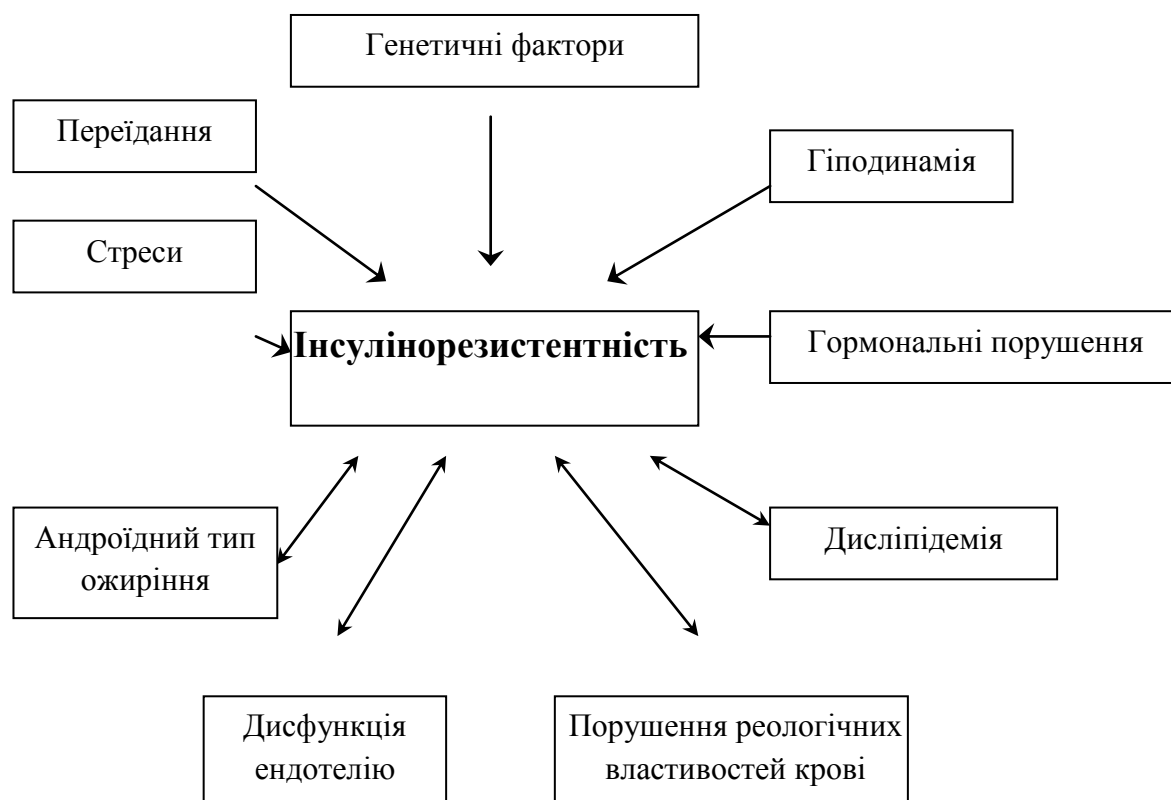 Генетичні фактори
Переїдання
Гіподинамія
Стреси
Інсулінорезистентність
Гормональні порушення
Андроїдний тип
ожиріння
Дисліпідемія
Дисфункція
ендотелію
Порушення реологічних
властивостей крові